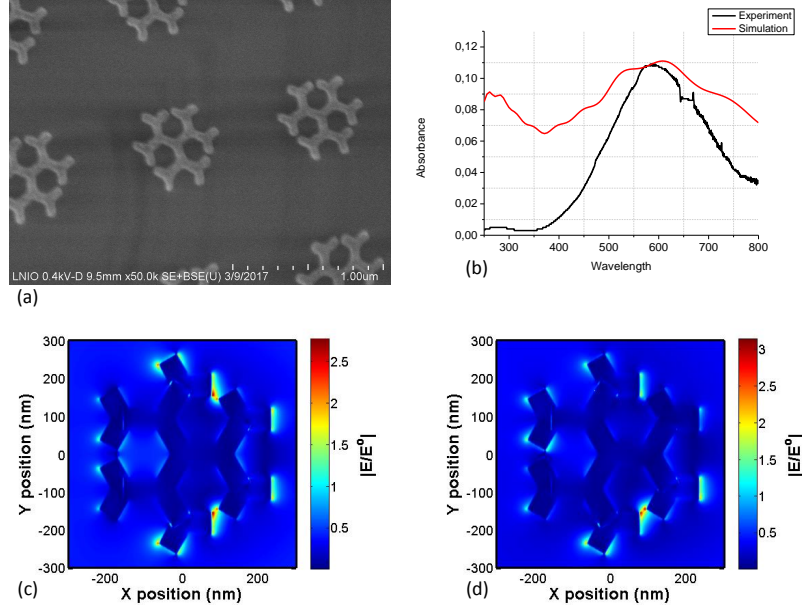 LNIO 0.4kV-D 9.5mm x50.0k SE+BSE(U) 3/9/2017 1.00um
(a)
Experiment
Simulation
0,12
0,10
0,08
0,06
0,04
0,02
0,00
Absorbance
300 400 500 600 700 800
Wavelength
(b)
300
200
100
0
-100
-200
-300
Y position (nm)
-200 0 200
X position (nm)
2.5
2
1.5
1
0.5
|E/E⁰|
(c)
300
200
100
0
-100
-200
-300
Y position (nm)
-200 0 200
X position (nm)
3
2.5
2
1.5
1
0.5
|E/E⁰|
(d)